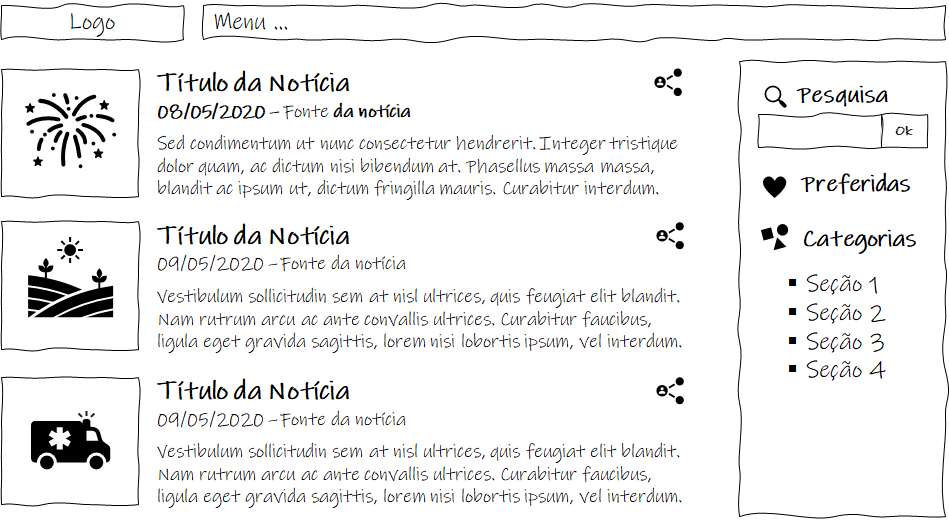 Logo
Menu ...
Título da Notícia
08/05/2020 – Fonte da notícia
Sed condimentum ut nunc consectetur hendrerit. Integer tristique
dolor quam, ac dictum nisi bibendum at. Phasellus massa massa,
blandit ac ipsum ut, dictum fringilla mauris. Curabitur interdum.
Título da Notícia
09/05/2020 – Fonte da notícia
Vestibulum sollicitudin sem at nisl ultrices, quis feugiat elit blandit.
Nam rutrum arcu ac ante convallis ultrices. Curabitur faucibus,
ligula eget gravida sagittis, lorem nisi lobortis ipsum, vel interdum.
Título da Notícia
09/05/2020 – Fonte da notícia
Vestibulum sollicitudin sem at nisl ultrices, quis feugiat elit blandit.
Nam rutrum arcu ac ante convallis ultrices. Curabitur faucibus,
ligula eget gravida sagittis, lorem nisi lobortis ipsum, vel interdum.
Pesquisa
Ok
Preferidas
Categorias
▪ Seção 1
▪ Seção 2
▪ Seção 3
▪ Seção 4